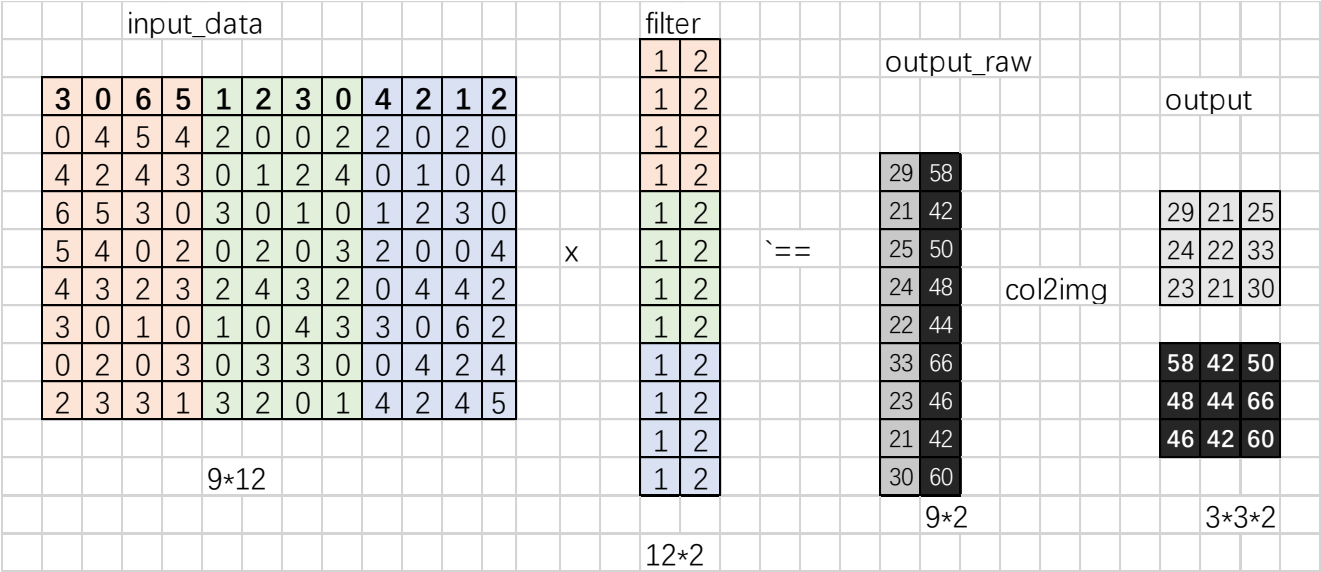 input_data
filter
output_raw
output
3 0 6 5 1 2 3 0 4 2 1 2
0 4 5 4 2 0 0 2 2 0 2 0
4 2 4 3 0 1 2 4 0 1 0 4
6 5 3 0 3 0 1 0 1 2 3 0
5 4 0 2 0 2 0 3 2 0 0 4
4 3 2 3 2 4 3 2 0 4 4 2
3 0 1 0 1 0 4 3 3 0 6 2
0 2 0 3 0 3 3 0 0 4 2 4
2 3 3 1 3 2 0 1 4 2 4 5
9*12
x
1 2
1 2
1 2
1 2
1 2
1 2
1 2
1 2
1 2
1 2
1 2
1 2
12*2
`==
29 58
21 42
25 50
24 48
22 44
33 66
23 46
21 42
30 60
9*2
col2img
29 21 25
24 22 33
23 21 30
58 42 50
48 44 66
46 42 60
3*3*2